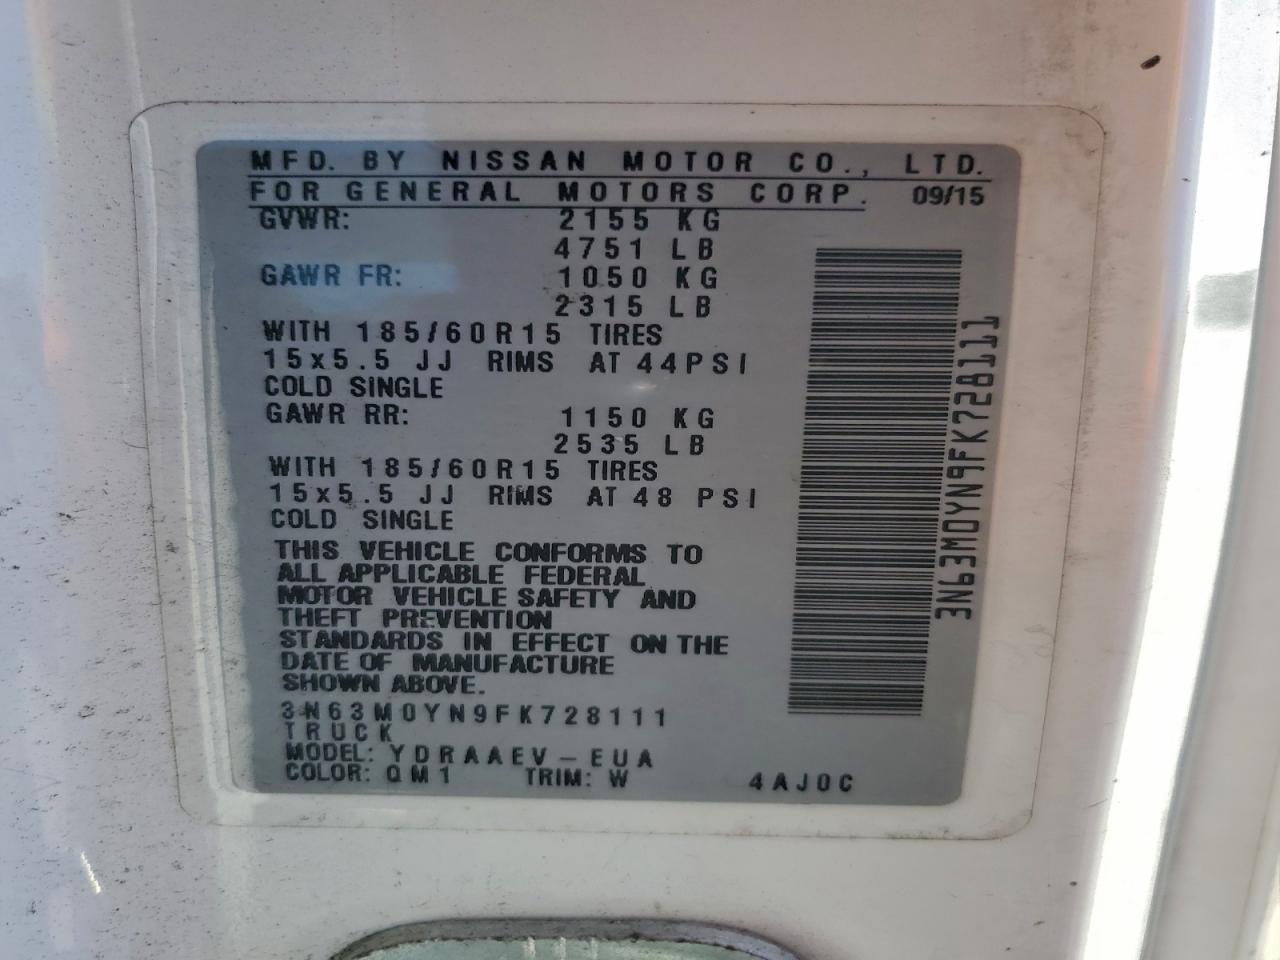 MFD. BY NISSAN MOTOR CO., LTD.
FOR GENERAL MOTORS CORP. 09/15
GVWR: 2155 KG
4751 LB
GAWR FR: 1050 KG
2315 LB
WITH 185/60R15 TIRES
15x5.5 JJ RIMS AT 44PSI
COLD SINGLE
GAWR RR: 1150 KG
2535 LB
WITH 185/60R15 TIRES
15x5.5 JJ RIMS AT 48 PSI
COLD SINGLE
THIS VEHICLE CONFORMS TO
ALL APPLICABLE FEDERAL
MOTOR VEHICLE SAFETY AND
THEFT PREVENTION
STANDARDS IN EFFECT ON THE
DATE OF MANUFACTURE
SHOWN ABOVE.
3N63M0YN9FK728111
TRUCK
MODEL: YDRAAEV-EUA
COLOR: QM1 TRIM: W 4AJ0C
3N63M0YN9FK728111